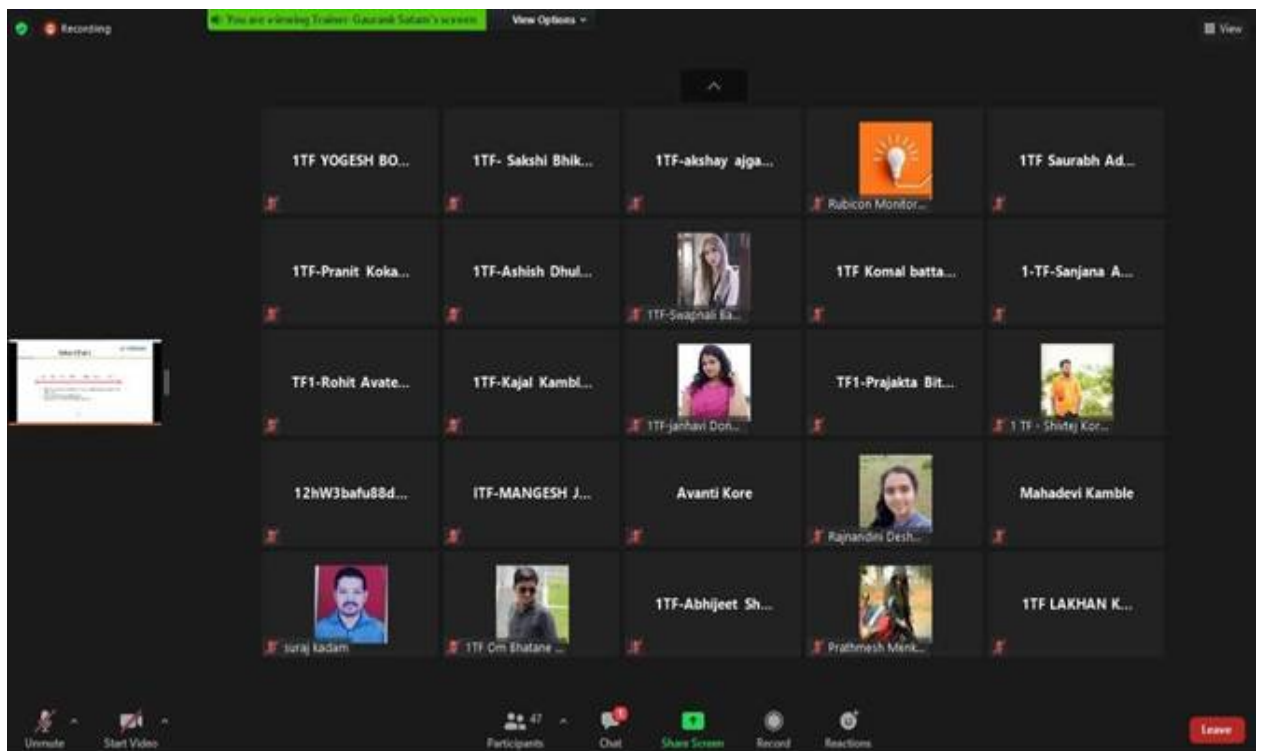 Recording
You are viewing Trainer-Gaurank Satam's screen
View Options
View
1TF YOGESH BO...
1TF- Sakshi Bhik...
1TF-akshay ajga...
Rubicon Monitor...
1TF Saurabh Ad...
1TF-Pranit Koka...
1TF-Ashish Dhul...
1TF-Swapnali Ba...
1TF Komal batta...
1-TF-Sanjana A...
TF1-Rohit Avate...
1TF-Kajal Kambl...
1TF-janhavi Don...
TF1-Prajakta Bit...
1 TF - Shivtej Kor...
12hW3bafu88d...
ITF-MANGESH J...
Avanti Kore
Rajnandini Desh...
Mahadevi Kamble
suraj kadam
1TF Om Bhatane ...
1TF-Abhijeet Sh...
Prathmesh Menk...
1TF LAKHAN K...
Unmute
Start Video
47
Participants
1
Chat
Share Screen
Record
Reactions
Leave